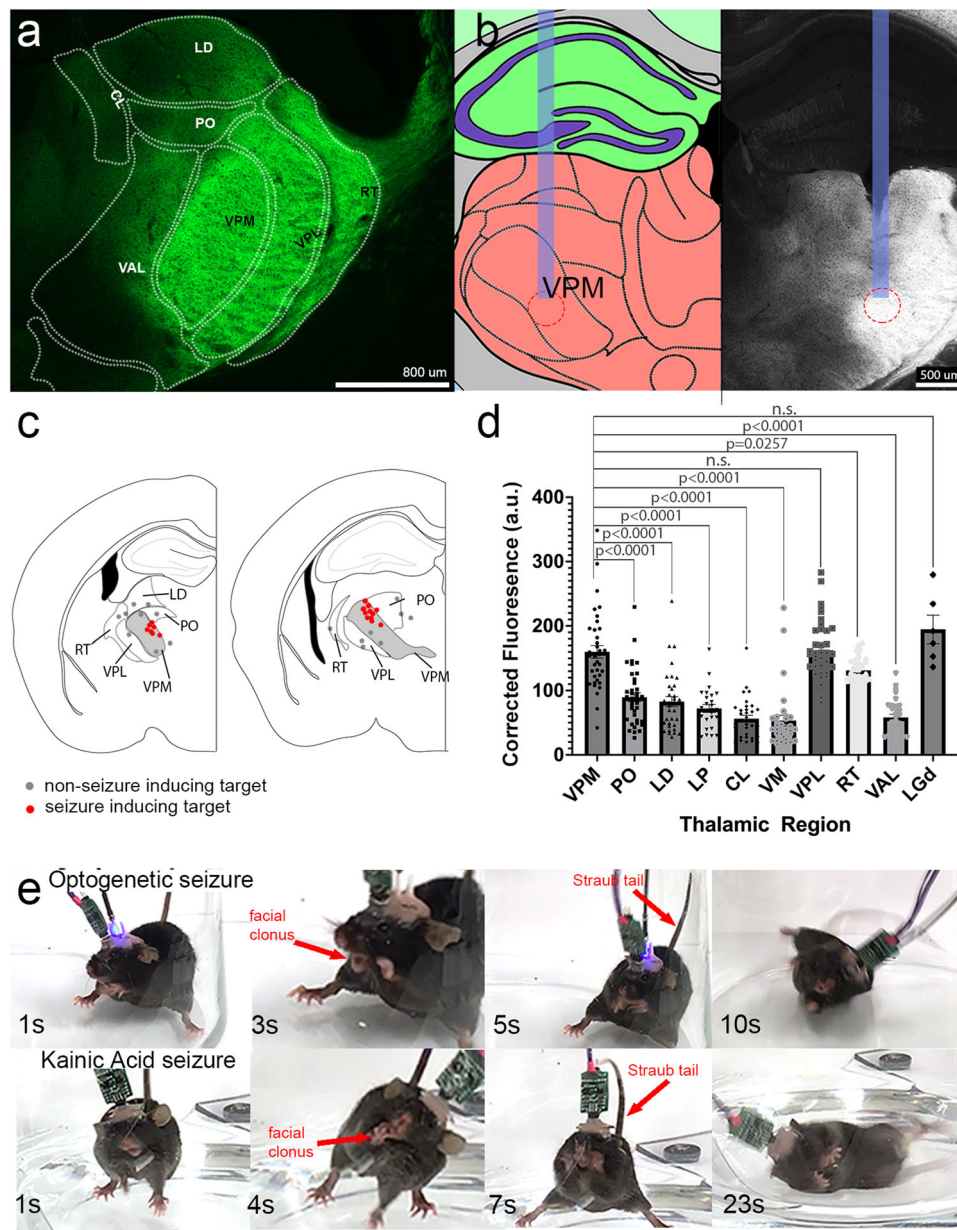 a
LD
CL
PO
VPM
RT
VPL
VAL
800 um
b
VPM
500 um
c
LD
PO
RT
VPL
VPM
PO
RT
VPL
VPM
non-seizure inducing target
seizure inducing target
d
n.s.
p<0.0001
p=0.0257
n.s.
p<0.0001
p<0.0001
p<0.0001
p<0.0001
p<0.0001
Corrected Fluoresence (a.u.)
400
300
200
100
0
VPM PO LD LP CL VM VPL RT VAL LGd
Thalamic Region
e
Optogenetic seizure
1s
facial
clonus
3s
Straub tail
5s
10s
Kainic Acid seizure
1s
facial
clonus
4s
Straub tail
7s
23s